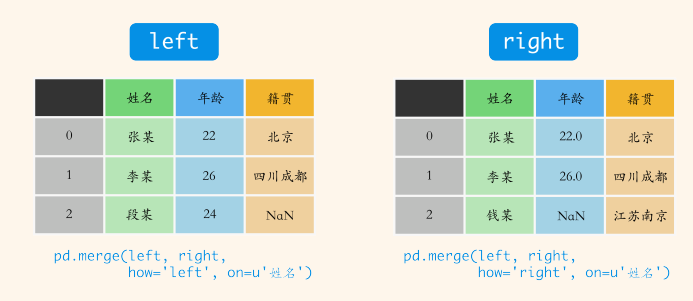 left
姓名 年龄 籍贯
0 张某 22 北京
1 李某 26 四川成都
2 段某 24 NaN
pd.merge(left, right,
how='left', on=u'姓名')
right
姓名 年龄 籍贯
0 张某 22.0 北京
1 李某 26.0 四川成都
2 钱某 NaN 江苏南京
pd.merge(left, right,
how='right', on=u'姓名')